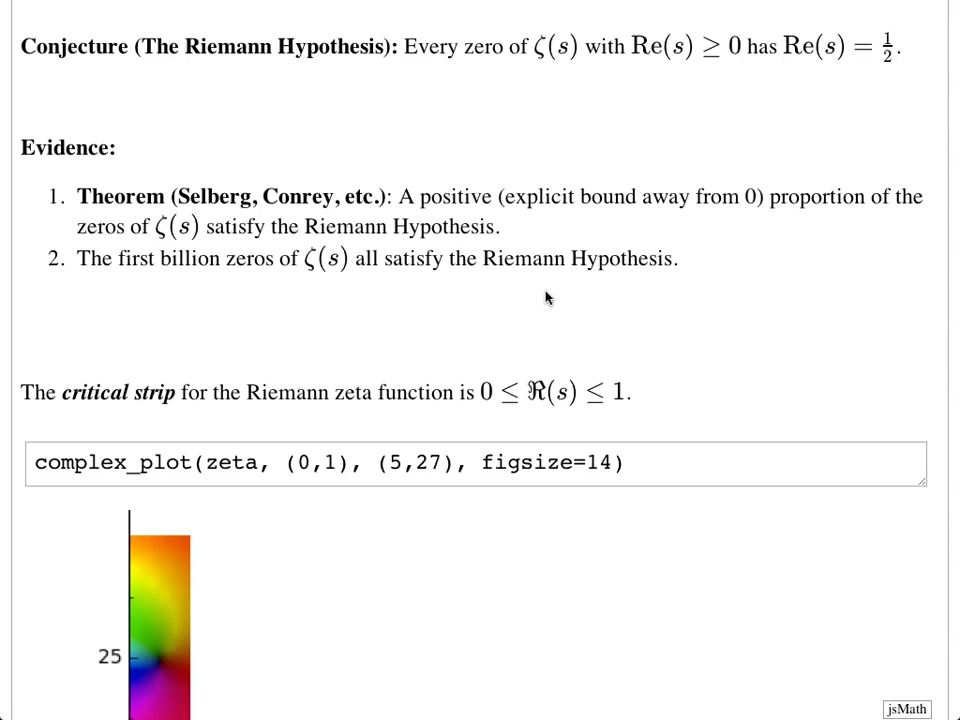 Conjecture (The Riemann Hypothesis): Every zero of ζ(s) with Re(s) ≥ 0 has Re(s) = 1/2.
Evidence:
1. Theorem (Selberg, Conrey, etc.): A positive (explicit bound away from 0) proportion of the
zeros of ζ(s) satisfy the Riemann Hypothesis.
2. The first billion zeros of ζ(s) all satisfy the Riemann Hypothesis.
The critical strip for the Riemann zeta function is 0 ≤ ℜ(s) ≤ 1.
complex_plot(zeta, (0,1), (5,27), figsize=14)
25
jsMath